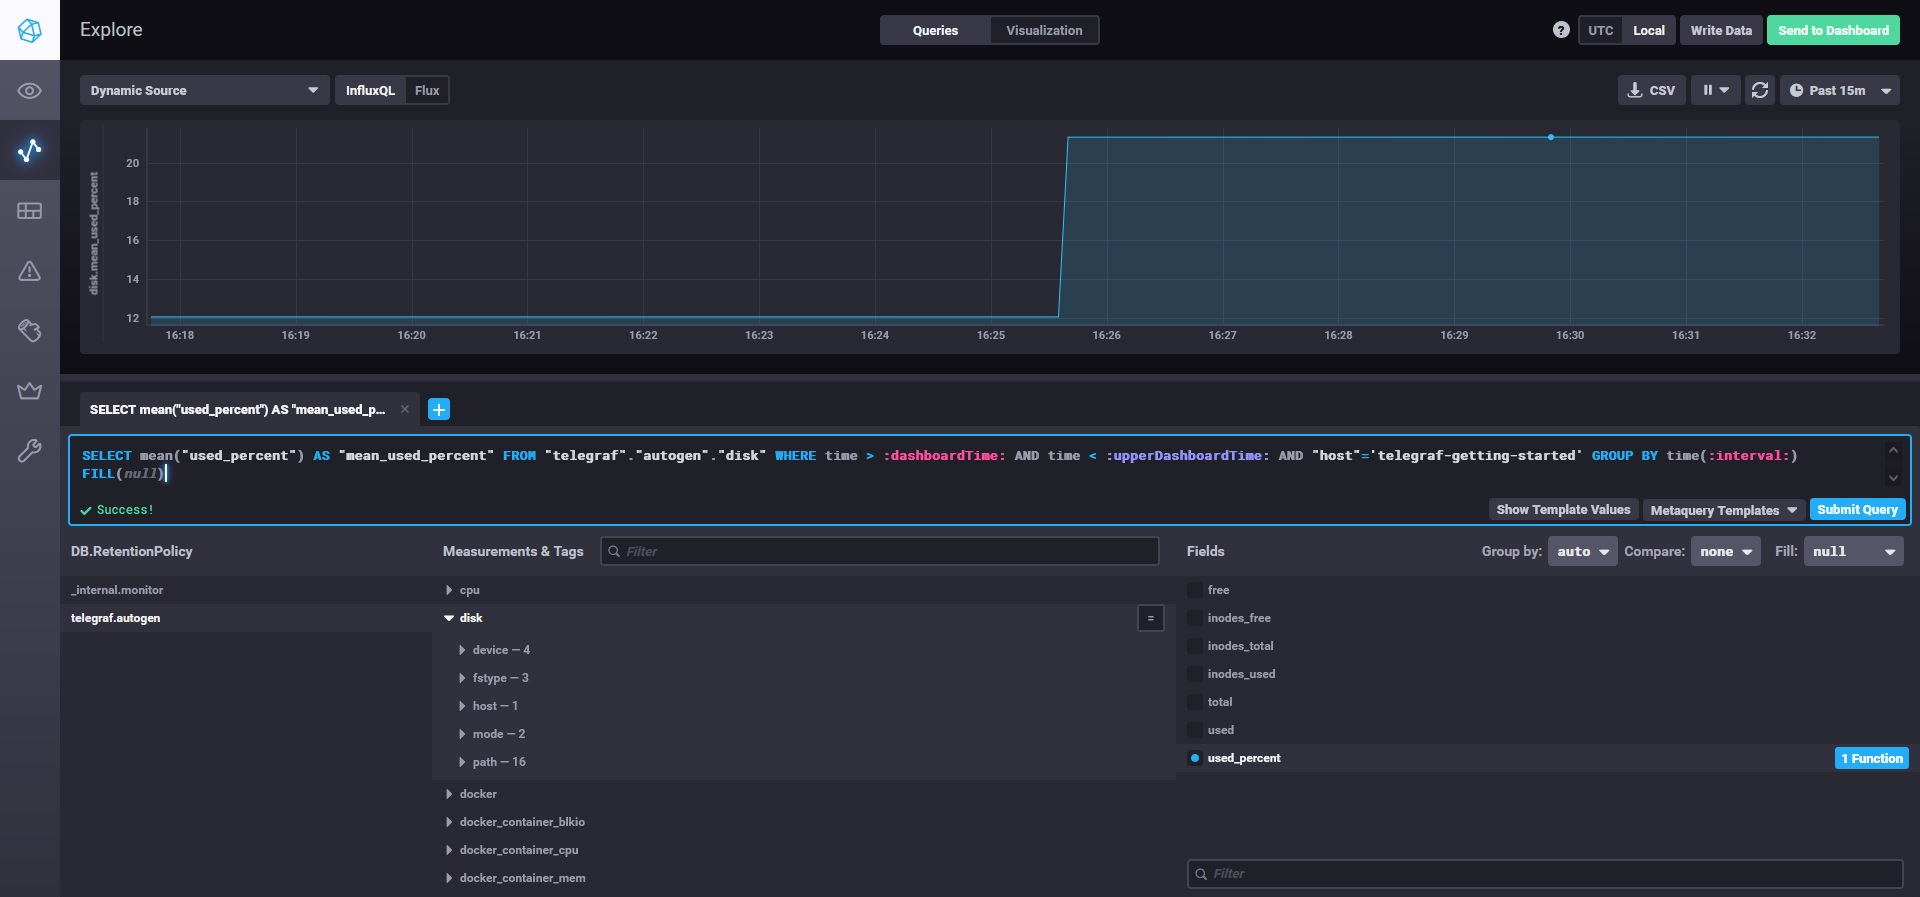 Explore
Queries
Visualization
?
UTC
Local
Write Data
Send to Dashboard
Dynamic Source
InfluxQL
Flux
CSV
Past 15m
disk.mean_used_percent
20
18
16
14
12
16:18
16:19
16:20
16:21
16:22
16:23
16:24
16:25
16:26
16:27
16:28
16:29
16:30
16:31
16:32
SELECT mean("used_percent") AS "mean_used_p...
SELECT mean("used_percent") AS "mean_used_percent" FROM "telegraf"."autogen"."disk" WHERE time > :dashboardTime: AND time < :upperDashboardTime: AND "host"='telegraf-getting-started' GROUP BY time(:interval:)
FILL(null)
Success!
Show Template Values
Metaquery Templates
Submit Query
DB.RetentionPolicy
_internal.monitor
telegraf.autogen
Measurements & Tags
Filter
cpu
disk
=
device — 4
fstype — 3
host — 1
mode — 2
path — 16
docker
docker_container_blkio
docker_container_cpu
docker_container_mem
Fields
Group by:
auto
Compare:
none
Fill:
null
free
inodes_free
inodes_total
inodes_used
total
used
used_percent
1 Function
Filter